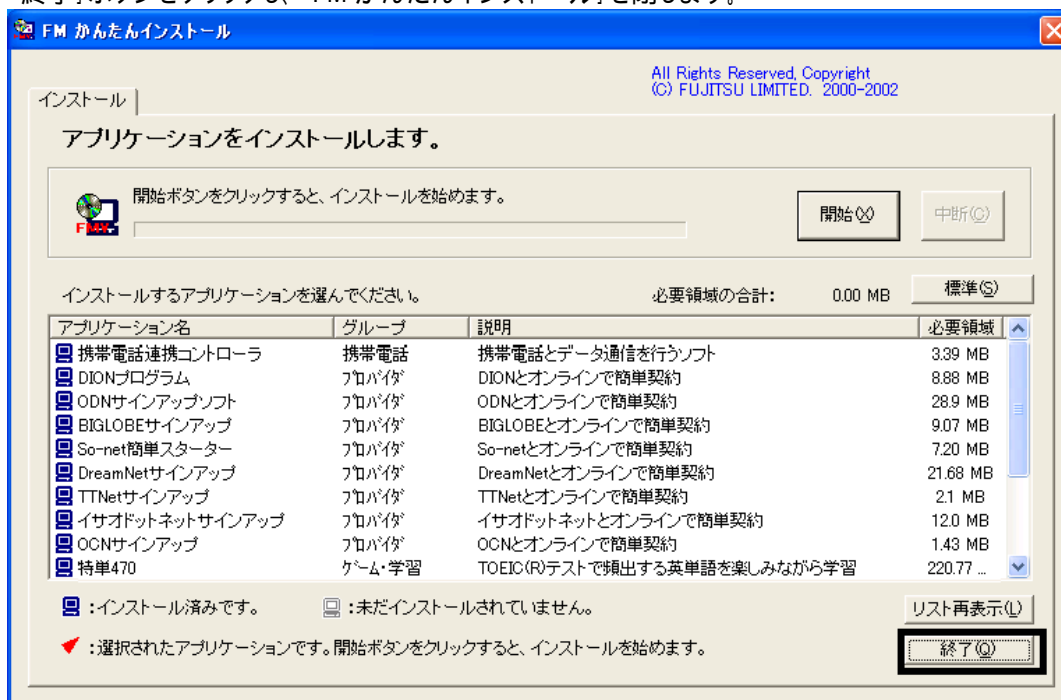 FM かんたんインストール
All Rights Reserved, Copyright
(C) FUJITSU LIMITED. 2000-2002
インストール
アプリケーションをインストールします。
開始ボタンをクリックすると、インストールを始めます。
開始(X) 中断(C)
FMV
インストールするアプリケーションを選んでください。 必要領域の合計: 0.00 MB 標準(S)
アプリケーション名 グループ 説明 必要領域
携帯電話連携コントローラ 携帯電話 携帯電話とデータ通信を行うソフト 3.39 MB
DIONプログラム プロバイダ DIONとオンラインで簡単契約 8.88 MB
ODNサインアップソフト プロバイダ ODNとオンラインで簡単契約 28.9 MB
BIGLOBEサインアップ プロバイダ BIGLOBEとオンラインで簡単契約 9.07 MB
So-net簡単スターター プロバイダ So-netとオンラインで簡単契約 7.20 MB
DreamNetサインアップ プロバイダ DreamNetとオンラインで簡単契約 21.68 MB
TTNetサインアップ プロバイダ TTNetとオンラインで簡単契約 2.1 MB
イサオドットネットサインアップ プロバイダ イサオドットネットとオンラインで簡単契約 12.0 MB
OCNサインアップ プロバイダ OCNとオンラインで簡単契約 1.43 MB
特単470 ゲーム・学習 TOEIC(R)テストで頻出する英単語を楽しみながら学習 220.77 ...
:インストール済みです。 :未だインストールされていません。 リスト再表示(L)
:選択されたアプリケーションです。開始ボタンをクリックすると、インストールを始めます。 終了(Q)